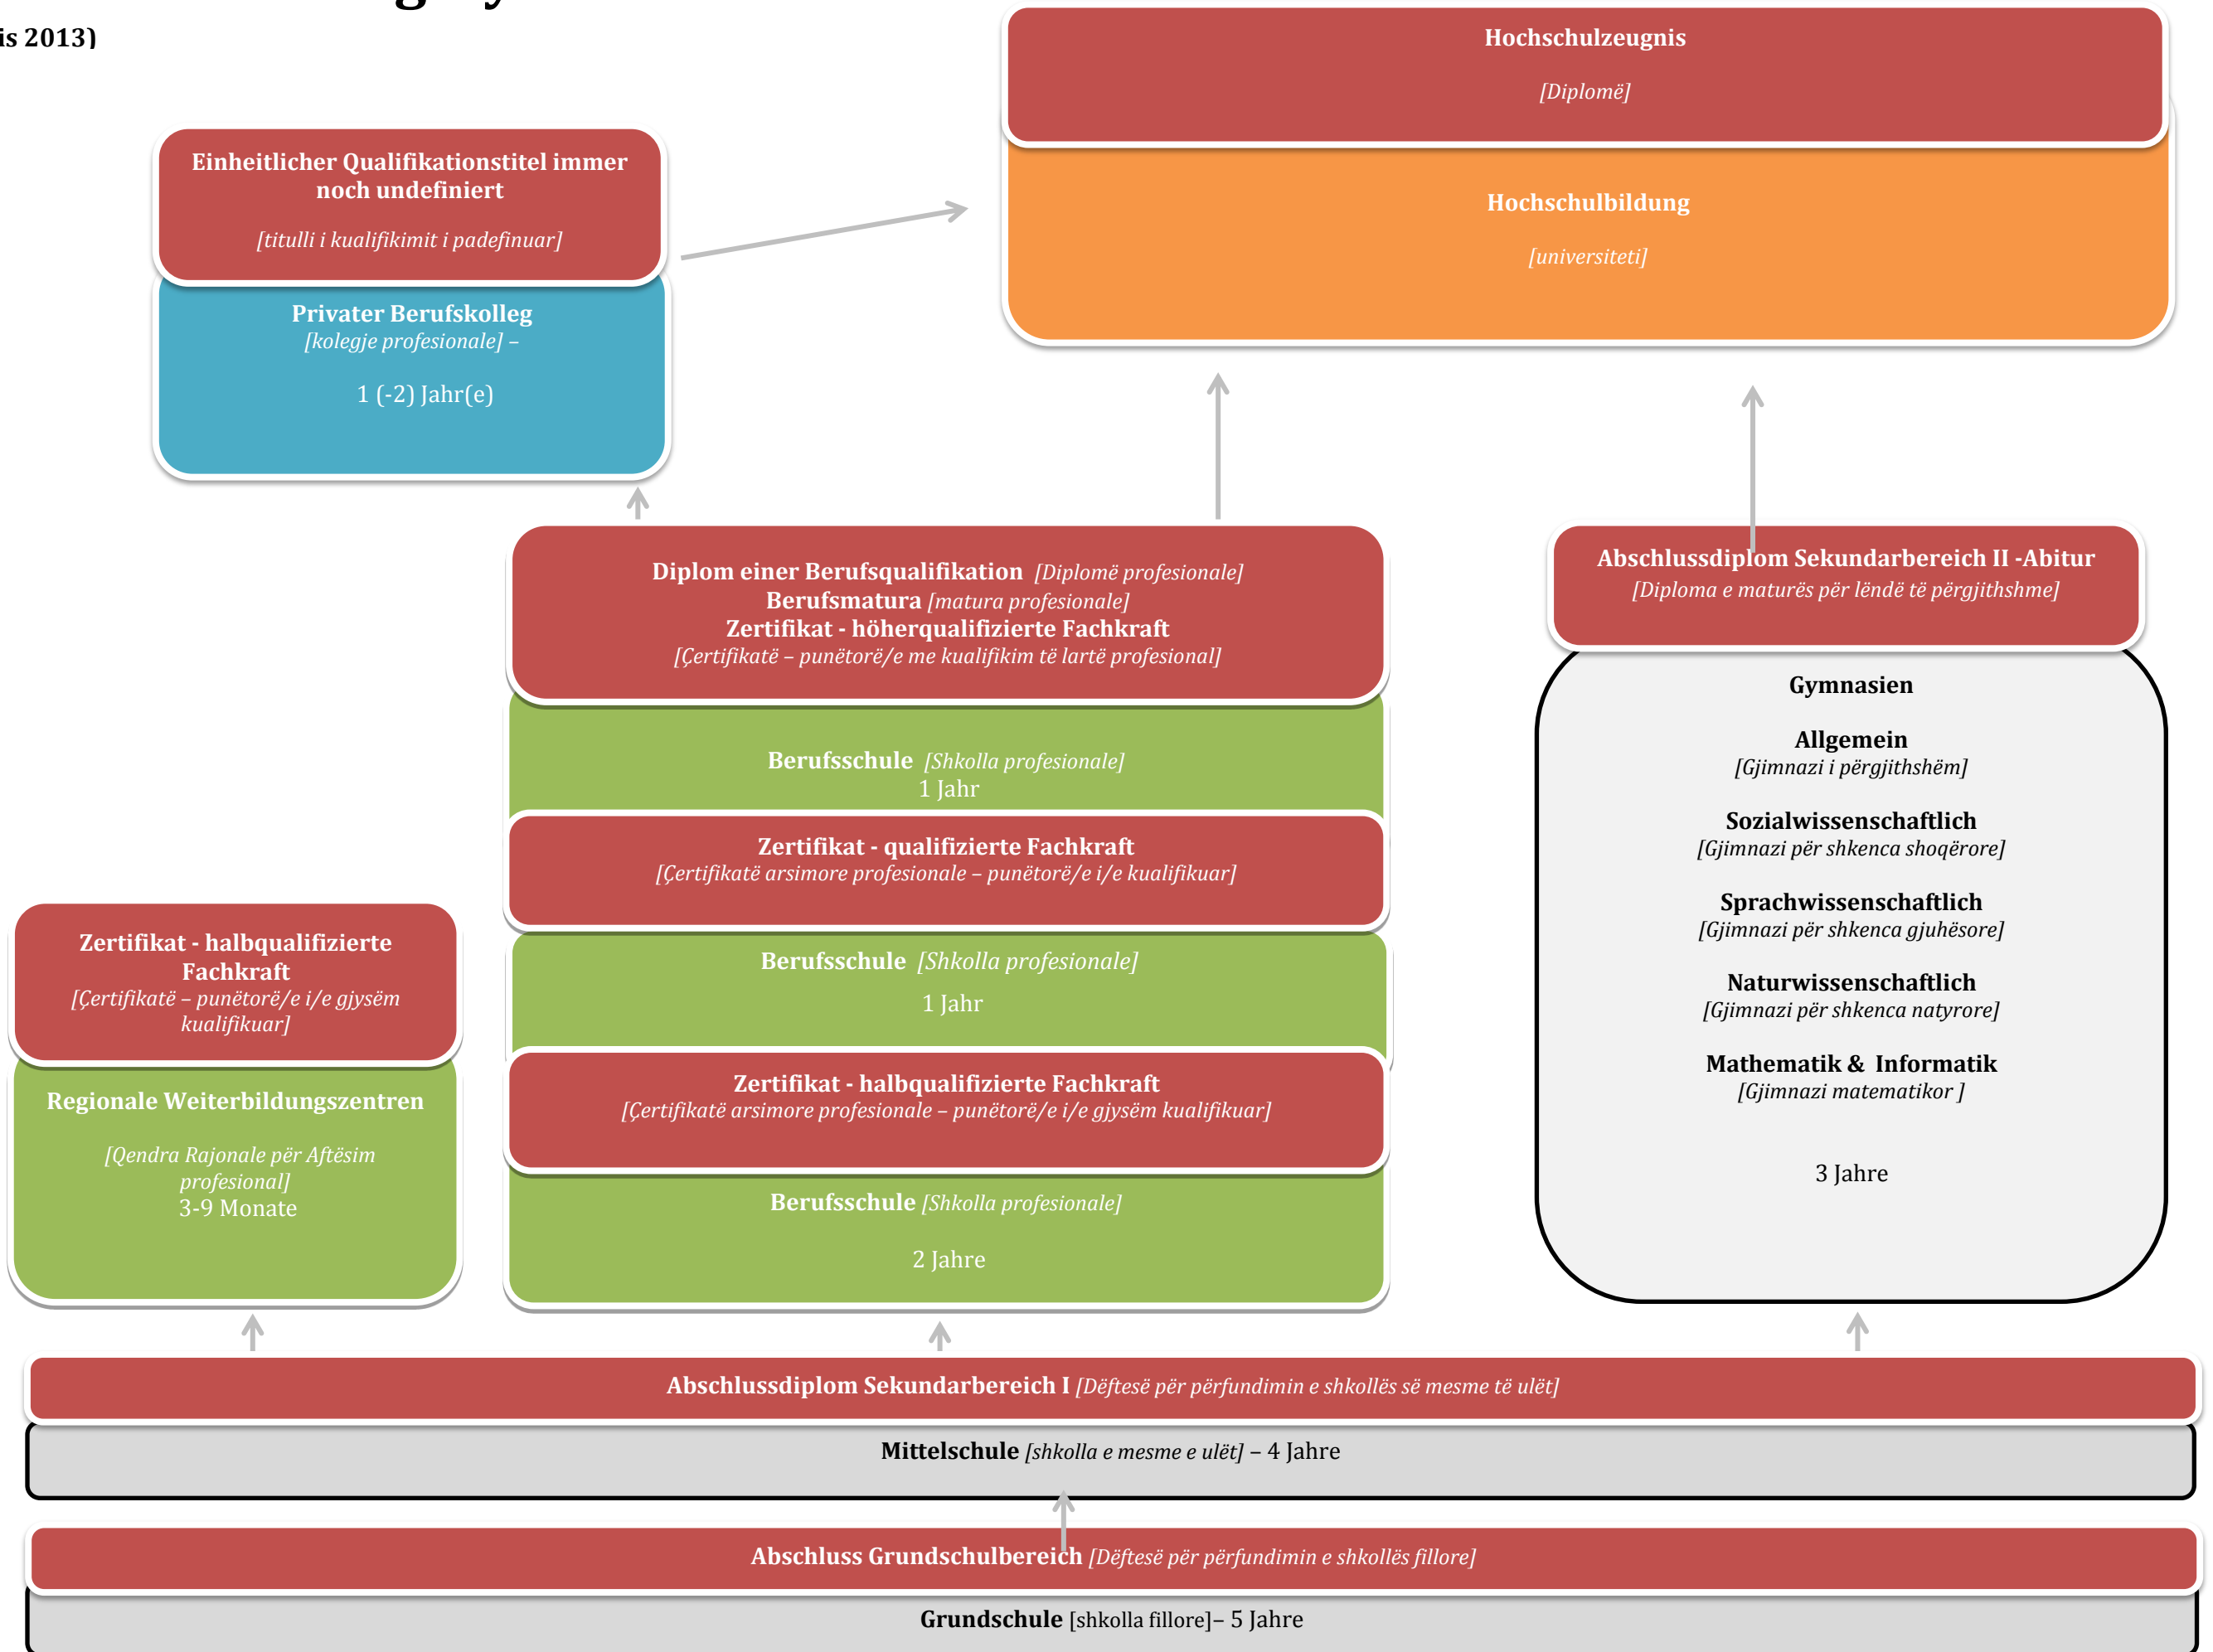 is 2013)
Hochschulzeugnis
[Diplomë]
Einheitlicher Qualifikationstitel immer
noch undefiniert
[titulli i kualifikimit i padefinuar]
Hochschulbildung
[universiteti]
Privater Berufskolleg
[kolegje profesionale] –
1 (-2) Jahr(e)
Diplom einer Berufsqualifikation [Diplomë profesionale]
Berufsmatura [matura profesionale]
Zertifikat - höherqualifizierte Fachkraft
[Çertifikatë – punëtorë/e me kualifikim të lartë profesional]
Abschlussdiplom Sekundarbereich II -Abitur
[Diploma e maturës për lëndë të përgjithshme]
Gymnasien
Allgemein
[Gjimnazi i përgjithshëm]
Sozialwissenschaftlich
[Gjimnazi për shkenca shoqërore]
Sprachwissenschaftlich
[Gjimnazi për shkenca gjuhësore]
Naturwissenschaftlich
[Gjimnazi për shkenca natyrore]
Mathematik & Informatik
[Gjimnazi matematikor ]
3 Jahre
Berufsschule [Shkolla profesionale]
1 Jahr
Zertifikat - qualifizierte Fachkraft
[Çertifikatë arsimore profesionale – punëtorë/e i/e kualifikuar]
Berufsschule [Shkolla profesionale]
1 Jahr
Zertifikat - halbqualifizierte Fachkraft
[Çertifikatë arsimore profesionale – punëtorë/e i/e gjysëm kualifikuar]
Berufsschule [Shkolla profesionale]
2 Jahre
Zertifikat - halbqualifizierte
Fachkraft
[Çertifikatë – punëtorë/e i/e gjysëm
kualifikuar]
Regionale Weiterbildungszentren
[Qendra Rajonale për Aftësim
profesional]
3-9 Monate
Abschlussdiplom Sekundarbereich I [Dëftesë për përfundimin e shkollës së mesme të ulët]
Mittelschule [shkolla e mesme e ulët] – 4 Jahre
Abschluss Grundschulbereich [Dëftesë për përfundimin e shkollës fillore]
Grundschule [shkolla fillore]– 5 Jahre